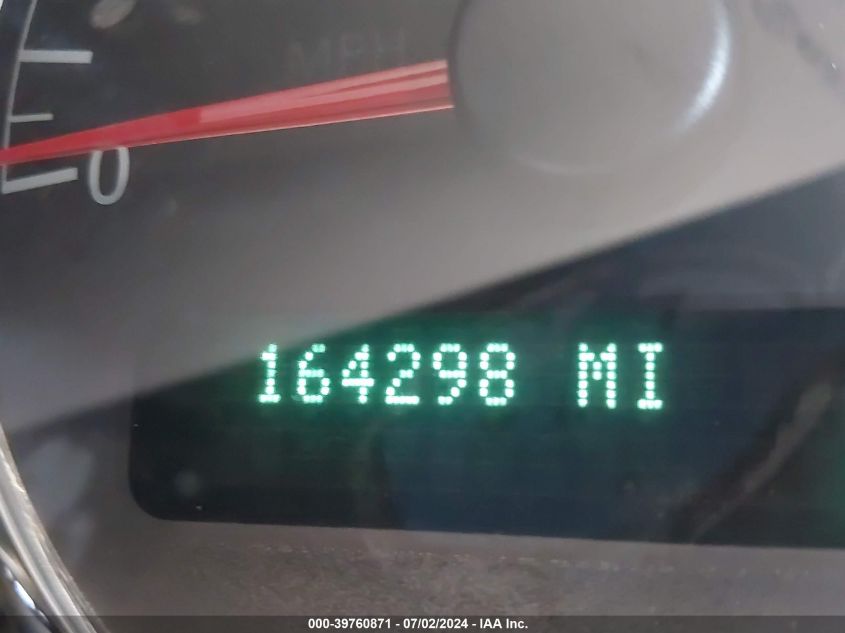 MPH
0
164298 MI
000-39760871 / 07/02/2024 - IAA Inc.